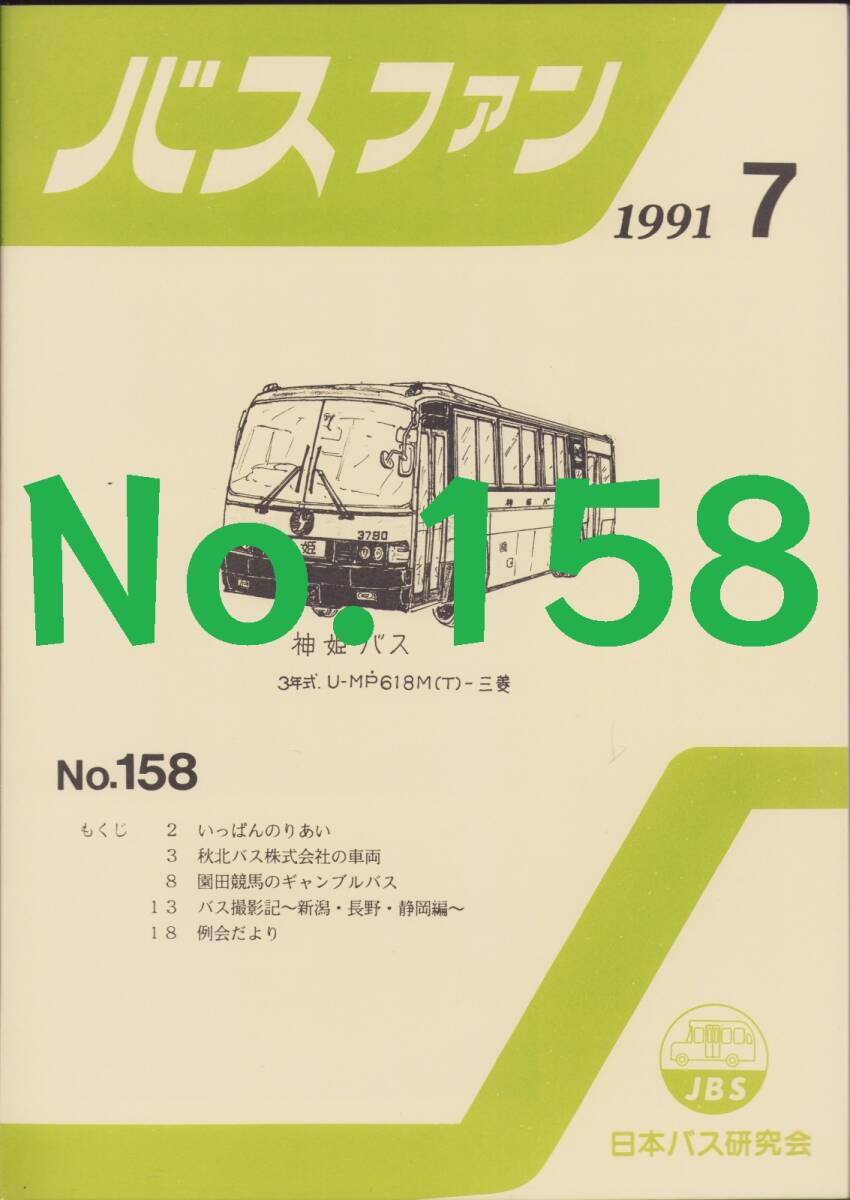 バスファン
1991 7
3790
姫
No.158
神姫バス
3年式. U-MP618M(T)-三菱
No.158
もくじ 2 いっぱんのりあい
3 秋北バス株式会社の車両
8 園田競馬のギャンブルバス
13 バス撮影記～新潟・長野・静岡編～
18 例会だより
JBS
日本バス研究会